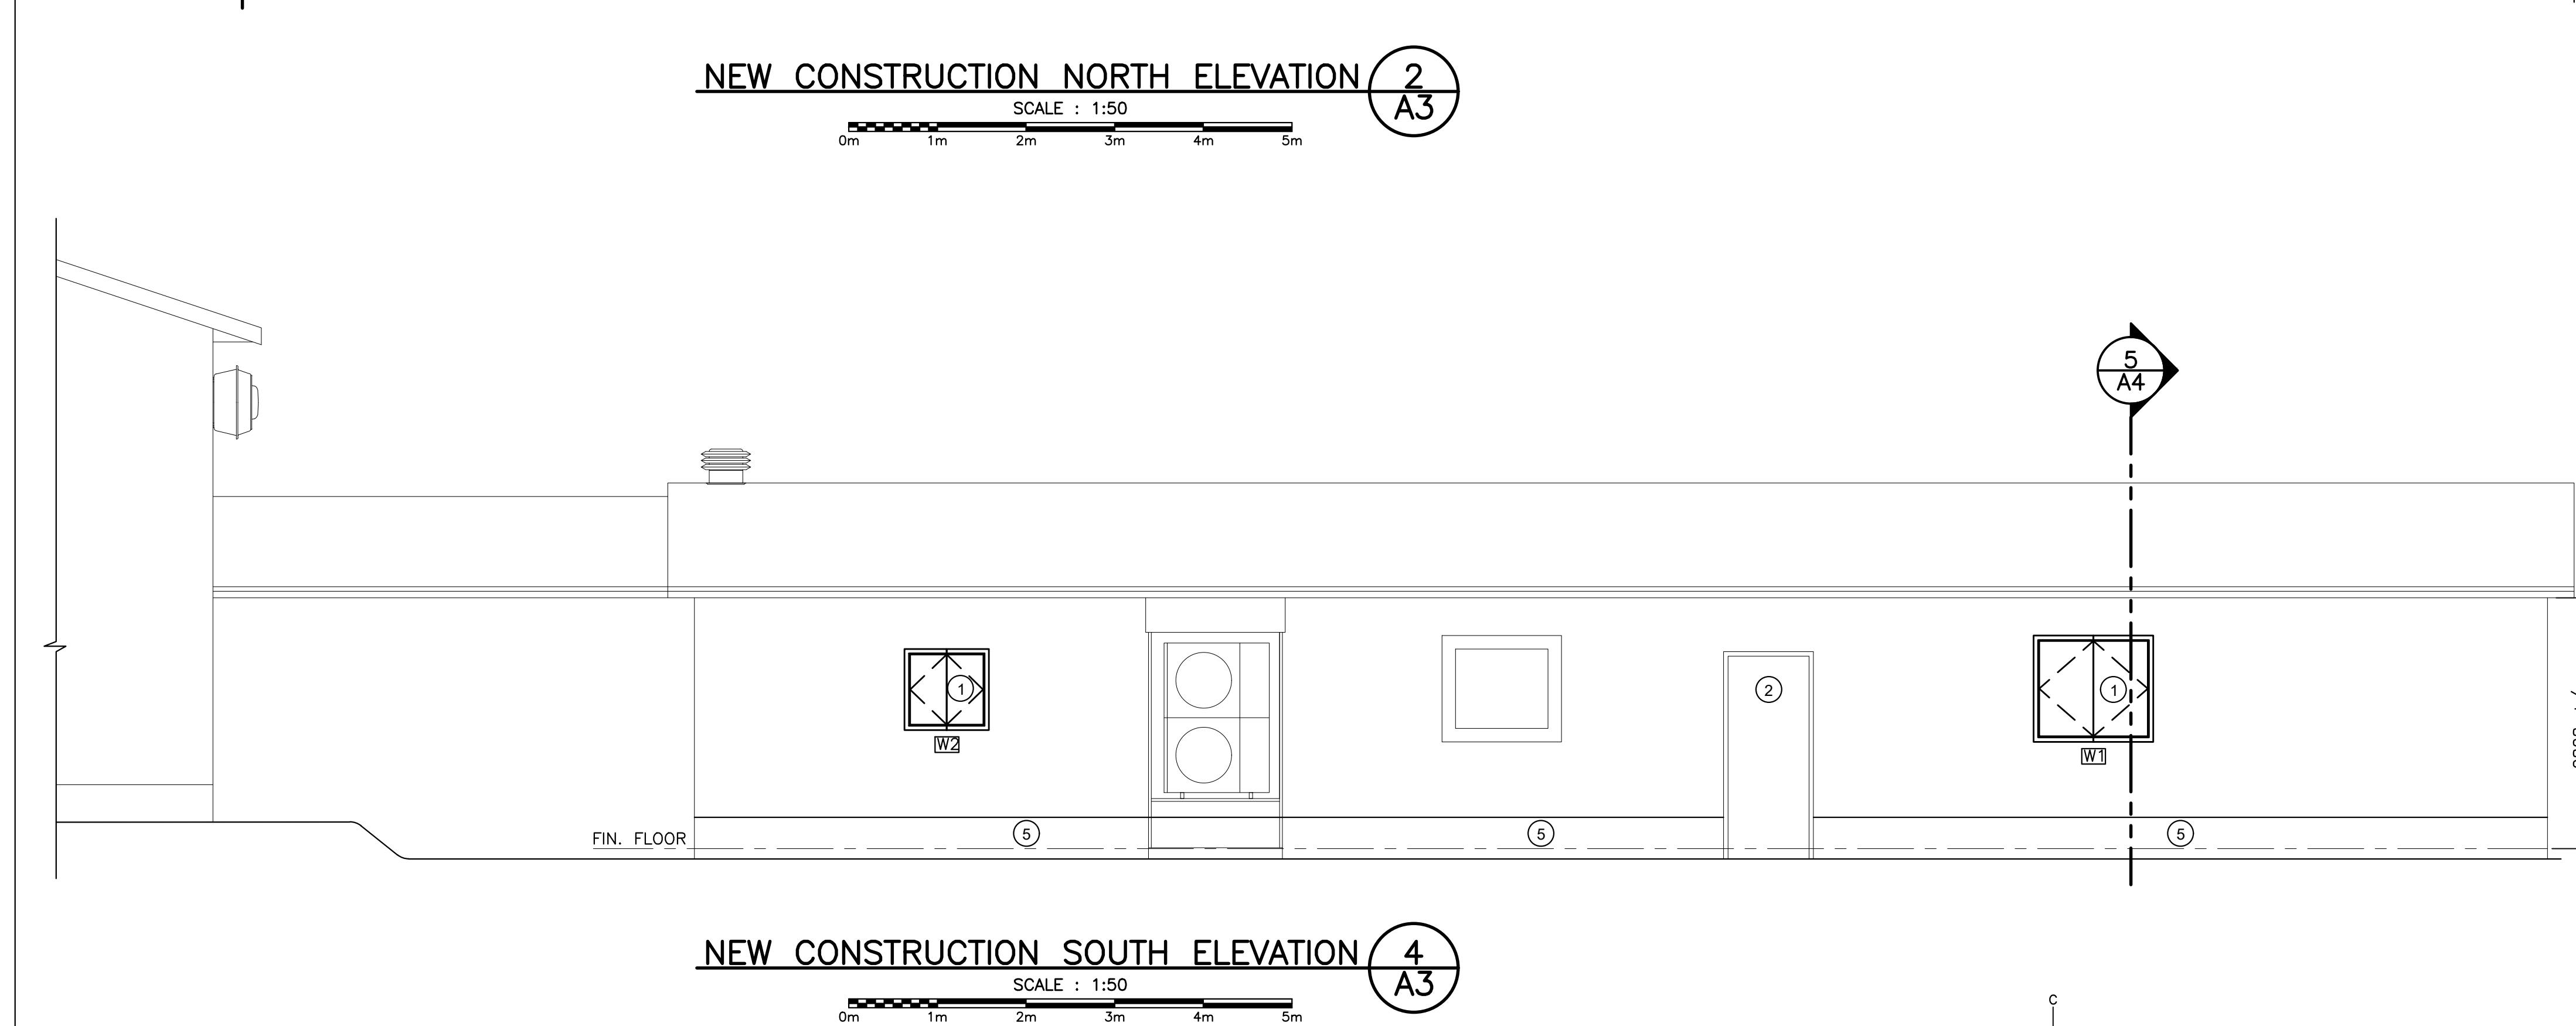 NEW CONSTRUCTION NORTH ELEVATION 2
A3
SCALE : 1:50
0m 1m 2m 3m 4m 5m
5
A4
1
W2
2
1
W1
FIN. FLOOR
5
5
5
NEW CONSTRUCTION SOUTH ELEVATION 4
A3
SCALE : 1:50
0m 1m 2m 3m 4m 5m
C